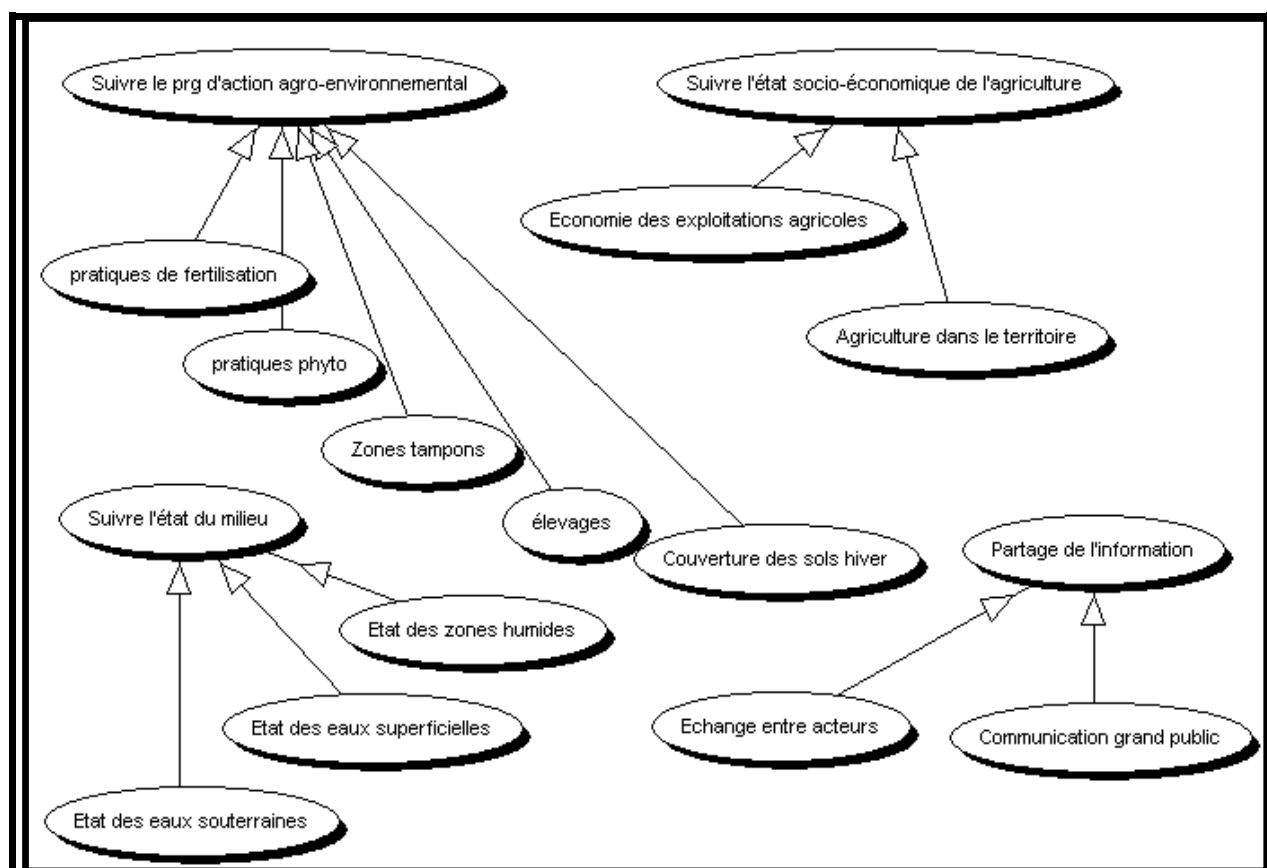 Suivre le prg d'action agro-environnemental
Suivre l'état socio-économique de l'agriculture
Economie des exploitations agricoles
pratiques de fertilisation
Agriculture dans le territoire
pratiques phyto
Zones tampons
Suivre l'état du milieu
élevages
Partage de l'information
Couverture des sols hiver
Etat des zones humides
Etat des eaux superficielles
Echange entre acteurs
Communication grand public
Etat des eaux souterraines